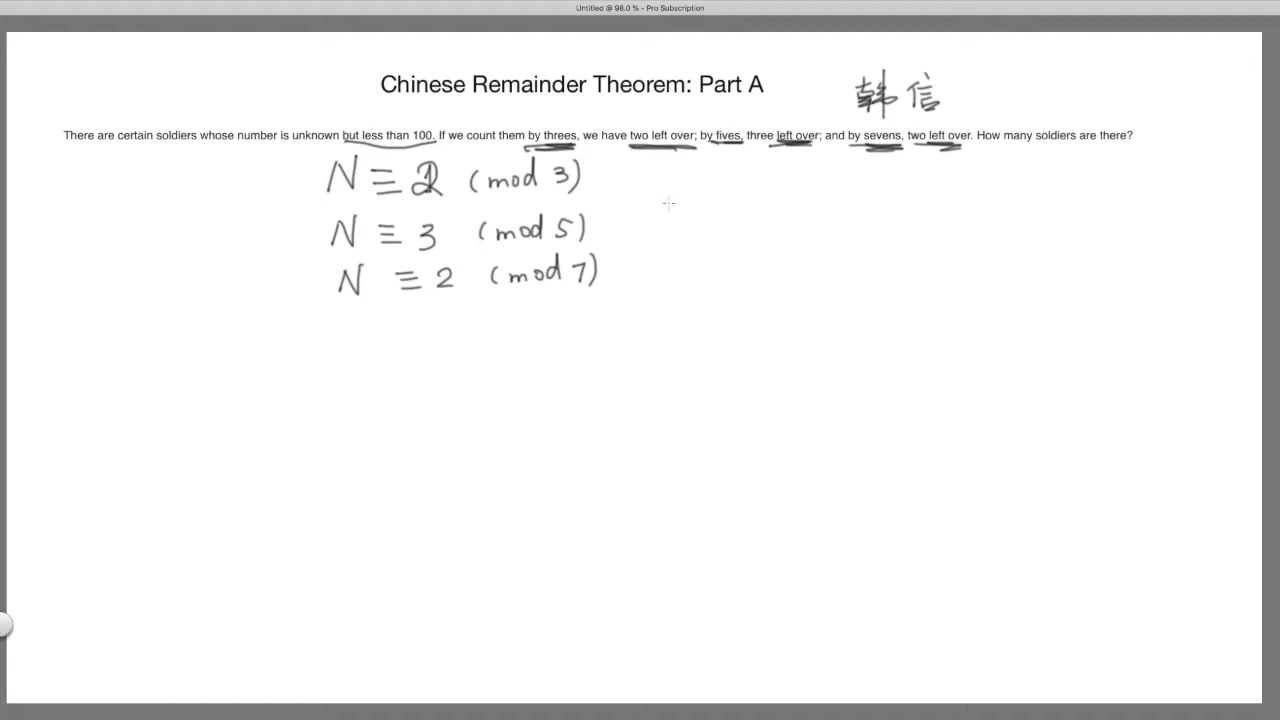 Untitled @ 98.0 % - Pro Subscription
Chinese Remainder Theorem: Part A 韩信
There are certain soldiers whose number is unknown but less than 100. If we count them by threes, we have two left over; by fives, three left over; and by sevens, two left over. How many soldiers are there?
N ≡ 2 (mod 3)
N ≡ 3 (mod 5)
N ≡ 2 (mod 7)